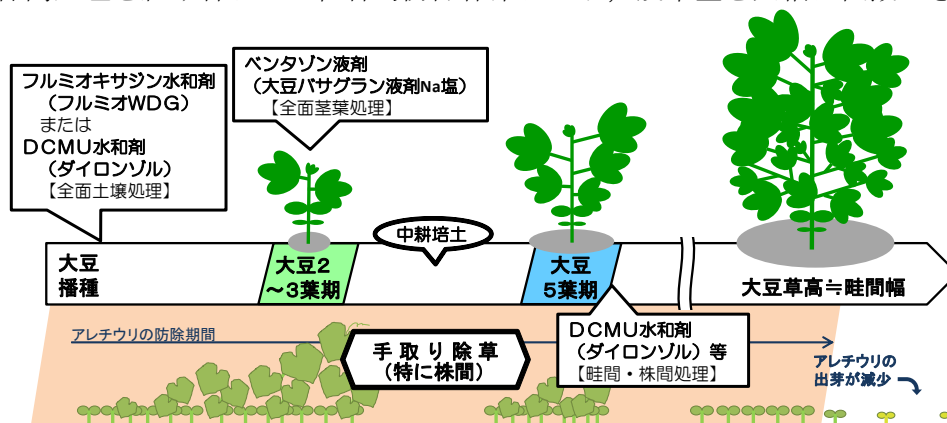 フルミオキサジン水和剤
(フルミオWDG)
または
DCMU水和剤
(ダイロンゾル)
【全面土壌処理】
ベンタゾン液剤
(大豆バサグラン液剤Na塩)
【全面茎葉処理】
中耕培土
大豆
播種
大豆2
~3葉期
大豆
5葉期
大豆草高≒畦間幅
アレチウリの防除期間
手取り除草
(特に株間)
DCMU水和剤
(ダイロンゾル)等
【畦間・株間処理】
アレチウリの
出芽が減少